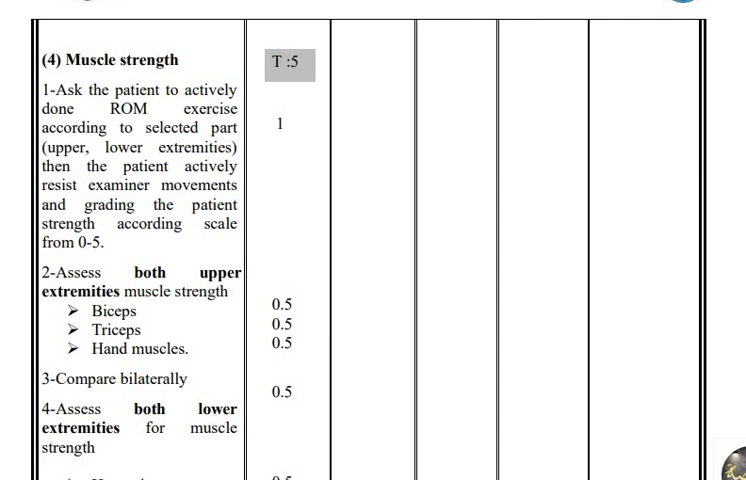 (4) Muscle strength
T :5
1-Ask the patient to actively
done ROM exercise
according to selected part
1
(upper, lower extremities)
then the patient actively
resist examiner movements
and grading the patient
strength according scale
from 0-5.
2-Assess both upper
extremities muscle strength
➢ Biceps
0.5
➢ Triceps
0.5
➢ Hand muscles.
0.5
3-Compare bilaterally
0.5
4-Assess both lower
extremities for muscle
strength